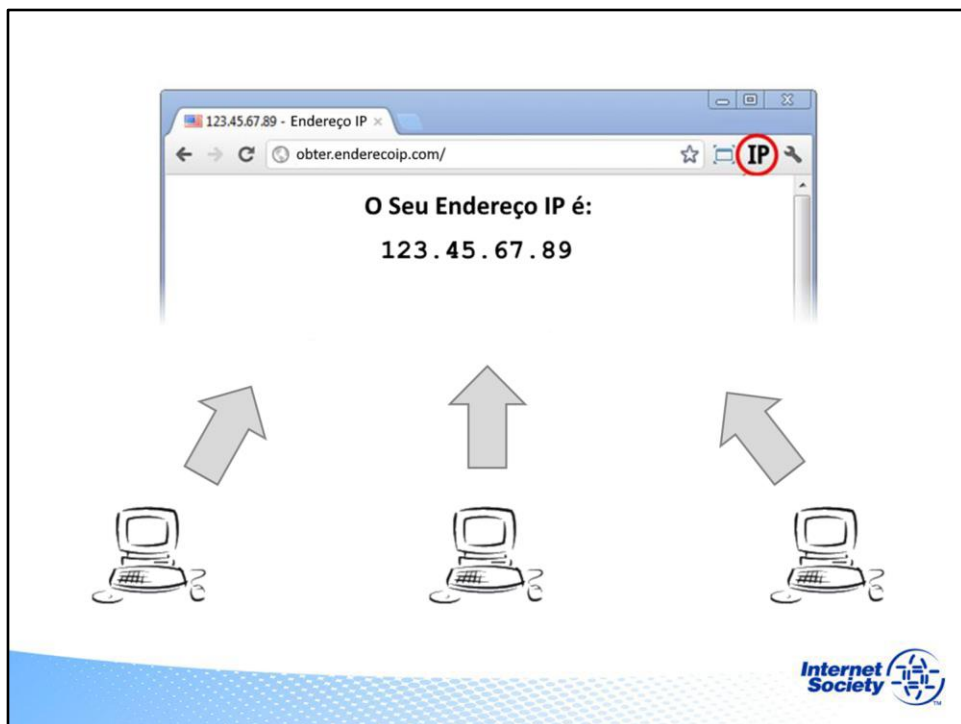 123.45.67.89 - Endereço IP
obter.enderecoip.com/
IP
O Seu Endereço IP é:
123.45.67.89
Internet
Society
TM